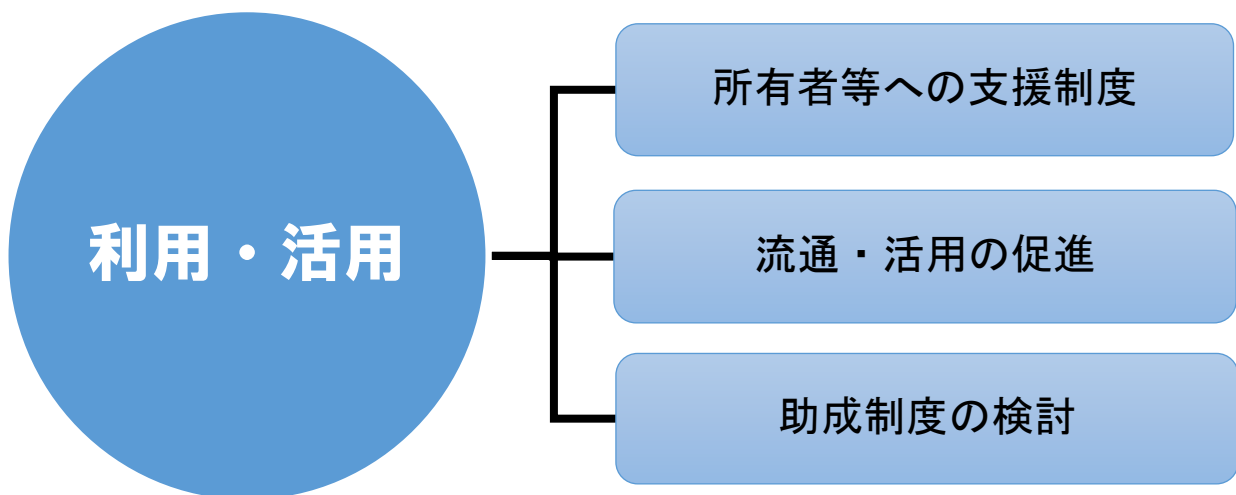 利用・活用
所有者等への支援制度
流通・活用の促進
助成制度の検討